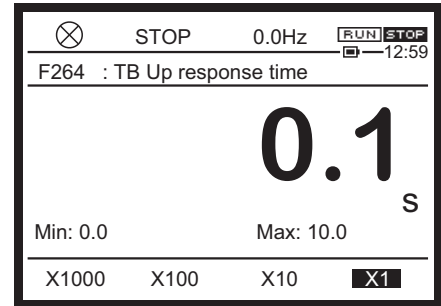 STOP 0.0Hz RUN STOP
12:59
F264 : TB Up response time
0.1
s
Min: 0.0 Max: 10.0
X1000 X100 X10 X1